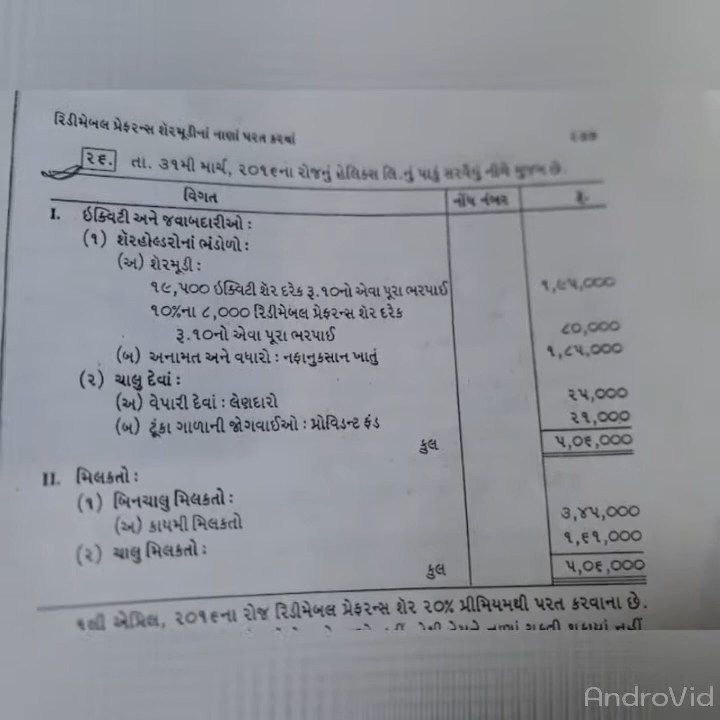 રિડીમેબલ પ્રેફરન્સ શૅરમૂડીનાં નાણાં પરત કરવાં
૨૬. તા. ૩૧મી માર્ચ, ૨૦૧૯ના રોજનું હેલિક્સ લિ.નું પાકું સરવૈયું નીચે મુજબ છે.
વિગત નોંધ નંબર રૂ.
I. ઇક્વિટી અને જવાબદારીઓ :
(૧) શૅરહોલ્ડરોનાં ભંડોળો :
(અ) શેરમૂડી :
૧૯,૫૦૦ ઇક્વિટી શેર દરેક રૂ.૧૦નો એવા પૂરા ભરપાઈ ૧,૯૫,૦૦૦
૧૦%ના ૮,૦૦૦ રિડીમેબલ પ્રેફરન્સ શેર દરેક
રૂ.૧૦નો એવા પૂરા ભરપાઈ ૮૦,૦૦૦
(બ) અનામત અને વધારો : નફાનુકસાન ખાતું ૧,૮૫,૦૦૦
(૨) ચાલુ દેવાં :
(અ) વેપારી દેવાં : લેણદારો ૨૫,૦૦૦
(બ) ટૂંકા ગાળાની જોગવાઈઓ : પ્રોવિડન્ટ ફંડ ૨૧,૦૦૦
કુલ ૫,૦૬,૦૦૦
II. મિલકતો :
(૧) બિનચાલુ મિલકતો :
(અ) કાયમી મિલકતો ૩,૪૫,૦૦૦
(૨) ચાલુ મિલકતો : ૧,૬૧,૦૦૦
કુલ ૫,૦૬,૦૦૦
૧લી એપ્રિલ, ૨૦૧૯ના રોજ રિડીમેબલ પ્રેફરન્સ શેર ૨૦% પ્રીમિયમથી પરત કરવાના છે.
AndroVid